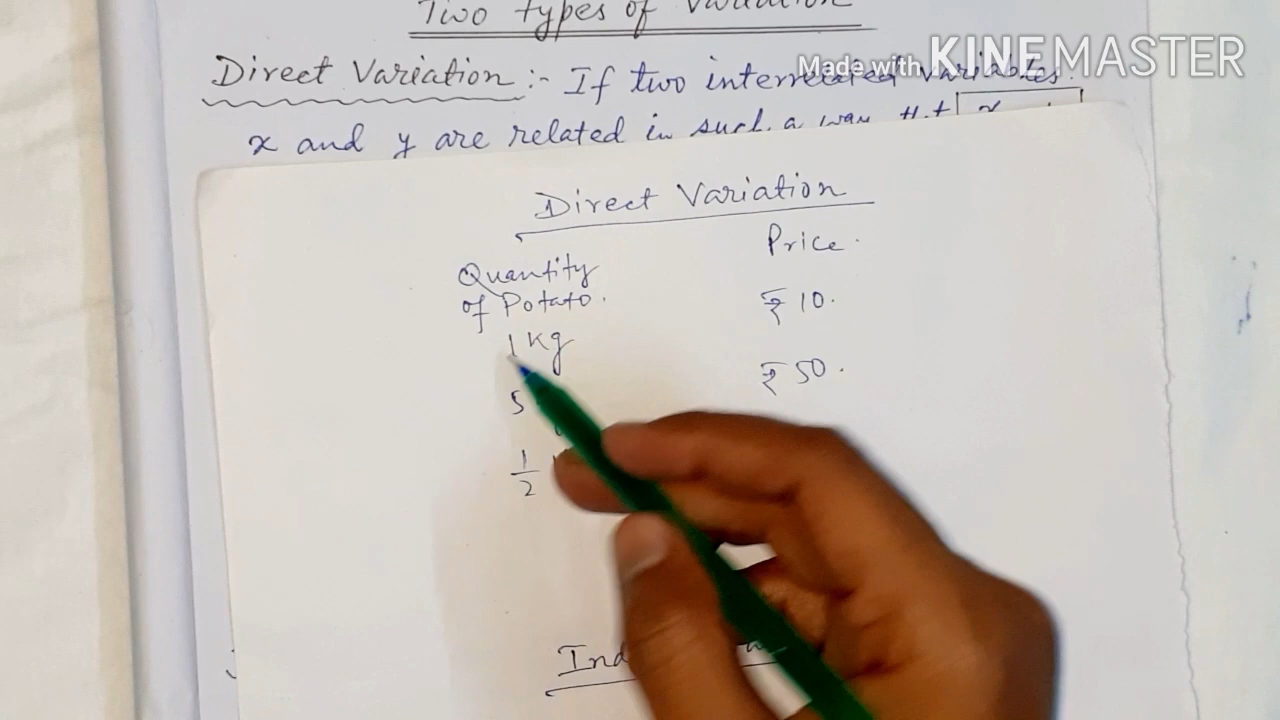 Two types of Variation
Made with KINEMASTER
Direct Variation :- If two interrelated variables
x and y are related in such a way
Direct Variation
Quantity
of Potato.
Price.
1 kg
₹ 10.
5
₹ 50.
1/2